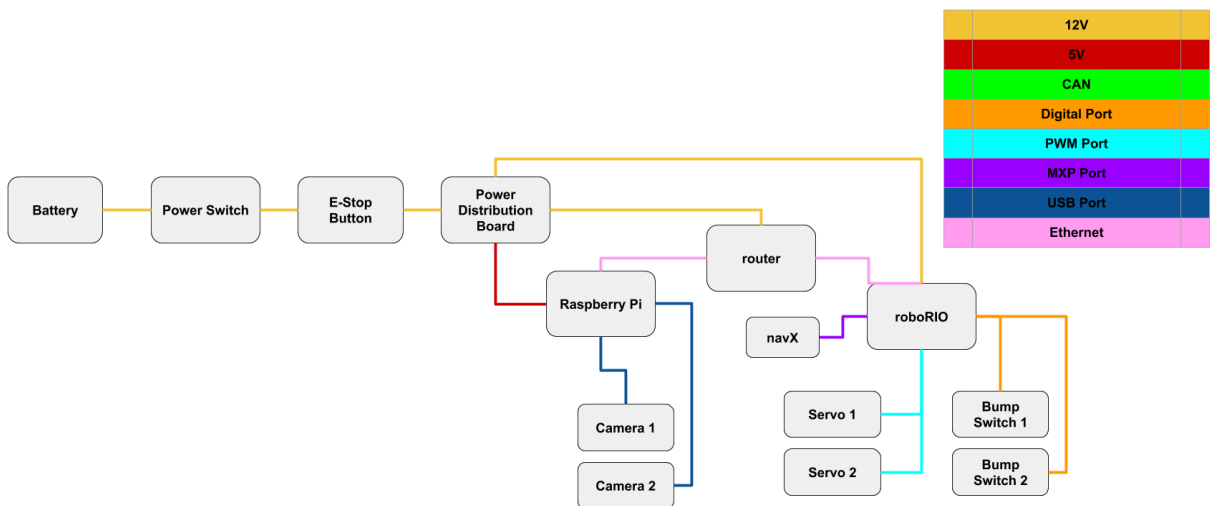 12V
5V
CAN
Digital Port
PWM Port
MXP Port
USB Port
Ethernet
Battery
Power Switch
E-Stop
Button
Power
Distribution
Board
router
Raspberry Pi
roboRIO
navX
Camera 1
Camera 2
Servo 1
Servo 2
Bump
Switch 1
Bump
Switch 2